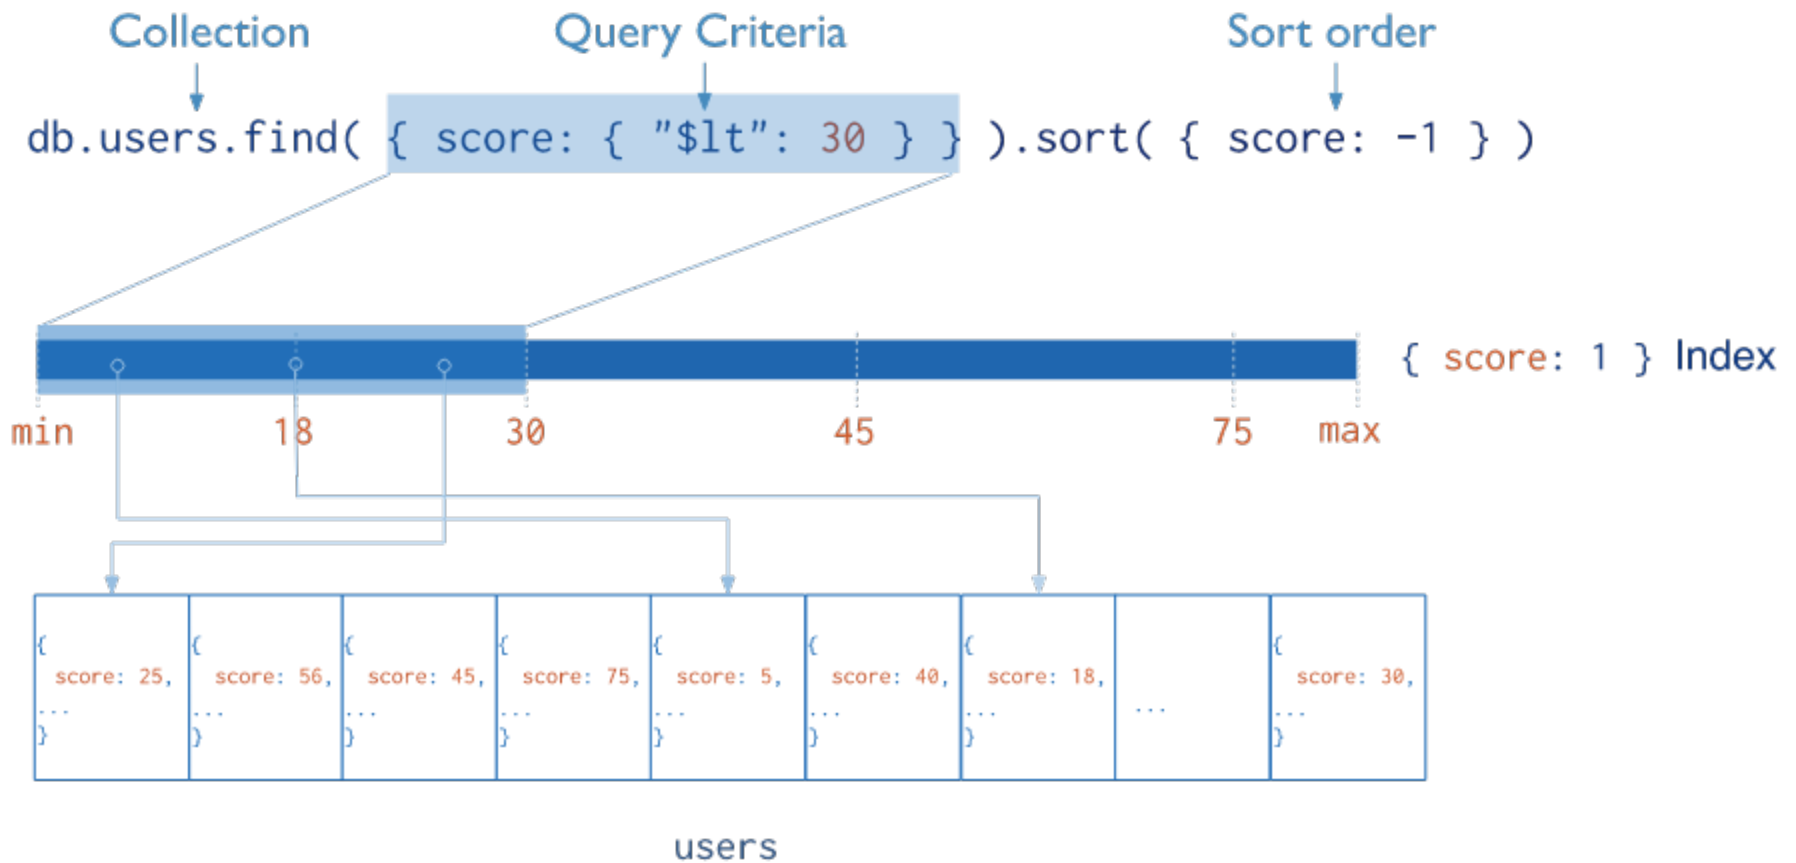 Collection Query Criteria Sort order
db.users.find( { score: { "$lt": 30 } } ).sort( { score: -1 } )
{ score: 1 } Index
min 18 30 45 75 max
{ { { { { { { {
score: 25, score: 56, score: 45, score: 75, score: 5, score: 40, score: 18, score: 30,
... ... ... ... ... ... ... ... ...
} } } } } } } }
users